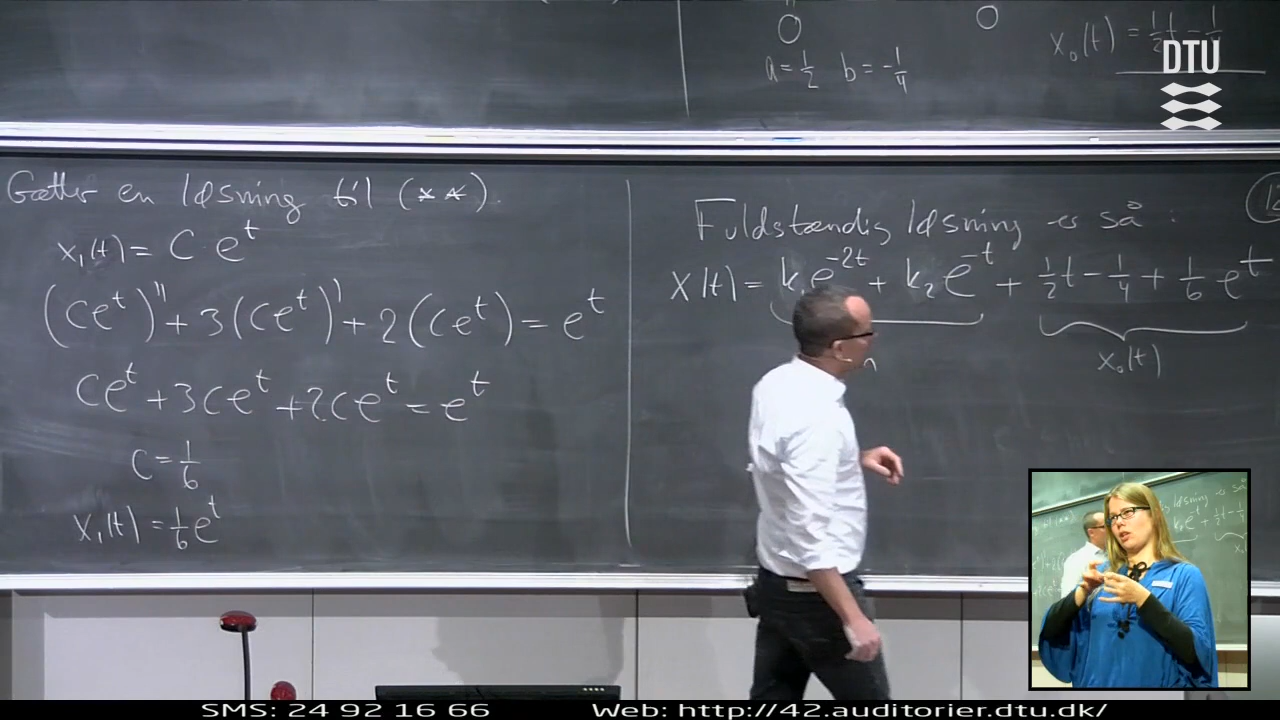 a = 1/2 b = -1/4
x₀(t) = 1/2 t - 1/4
DTU
Gætter en løsning til (**).
x₁(t) = C · e^t
(ce^t)'' + 3(ce^t)' + 2(ce^t) = e^t
ce^t + 3ce^t + 2ce^t = e^t
c = 1/6
x₁(t) = 1/6 e^t
Fuldstændig løsning er så :
x(t) = k₁e^-2t + k₂e^-t + 1/2 t - 1/4 + 1/6 e^t
x₀(t)
SMS: 24 92 16 66 Web: http://42.auditorier.dtu.dk/